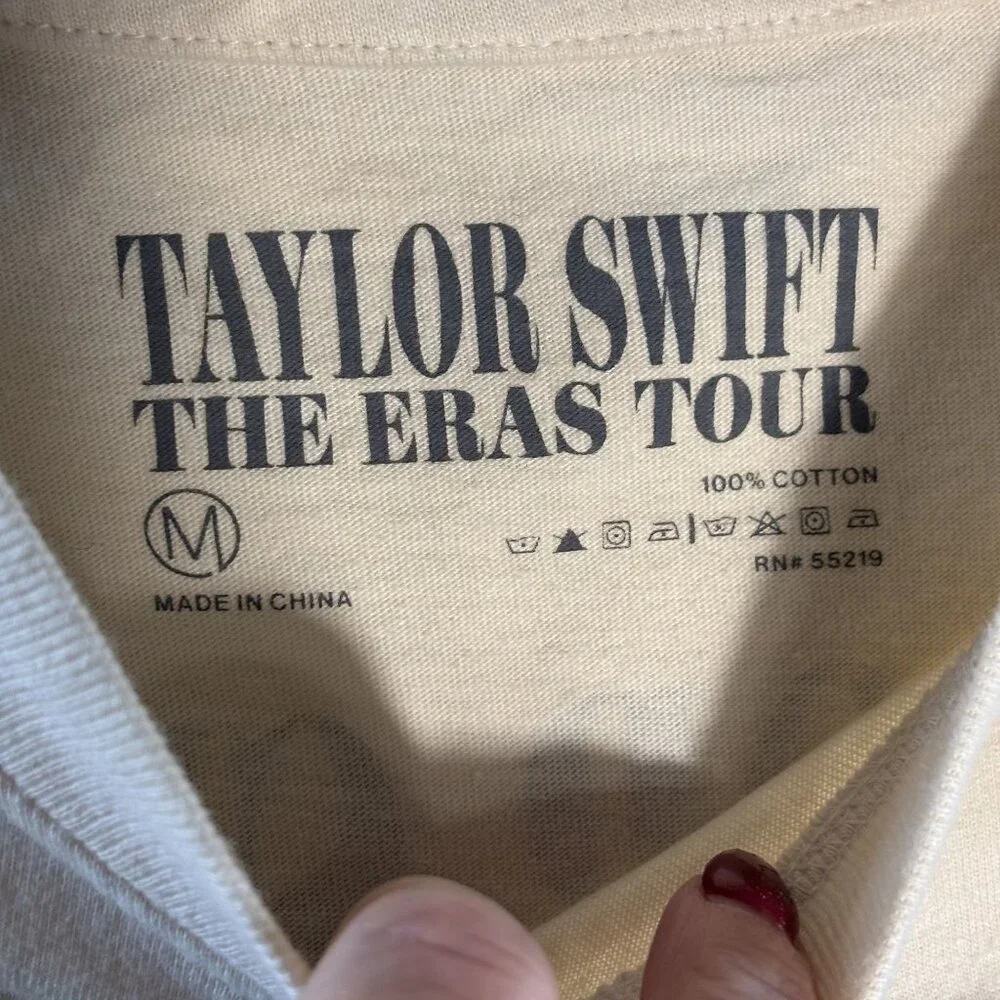 TAYLOR SWIFT
THE ERAS TOUR
100% COTTON
M
RN# 55219
MADE IN CHINA